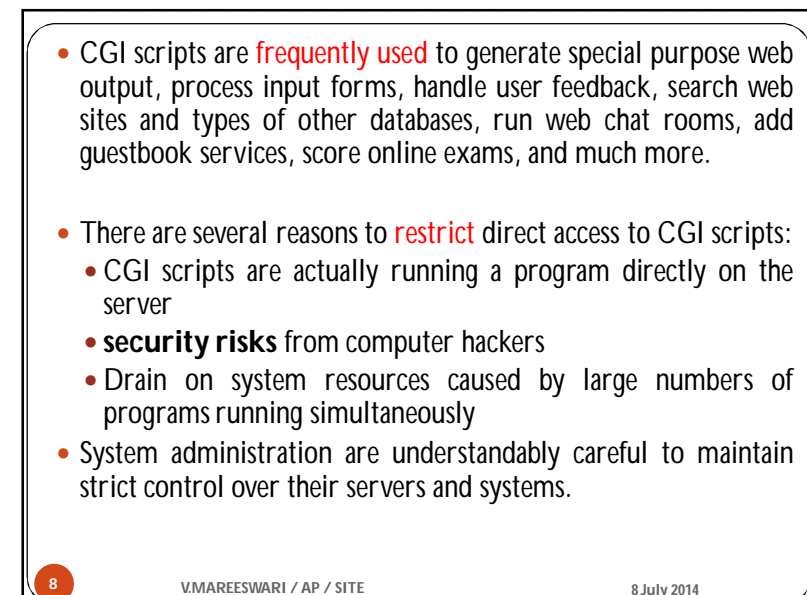 • CGI scripts are frequently used to generate special purpose web
output, process input forms, handle user feedback, search web
sites and types of other databases, run web chat rooms, add
guestbook services, score online exams, and much more.
• There are several reasons to restrict direct access to CGI scripts:
• CGI scripts are actually running a program directly on the
server
• security risks from computer hackers
• Drain on system resources caused by large numbers of
programs running simultaneously
• System administration are understandably careful to maintain
strict control over their servers and systems.
8 V.MAREESWARI / AP / SITE 8 July 2014